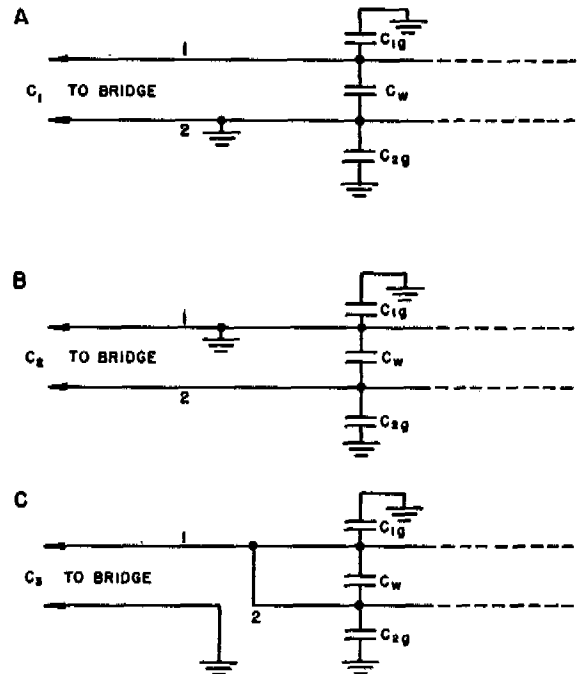 A
C1g
1
C1 TO BRIDGE
Cw
2
C2g
B
C1g
1
C2 TO BRIDGE
Cw
2
C2g
C
C1g
1
C3 TO BRIDGE
Cw
2
C2g